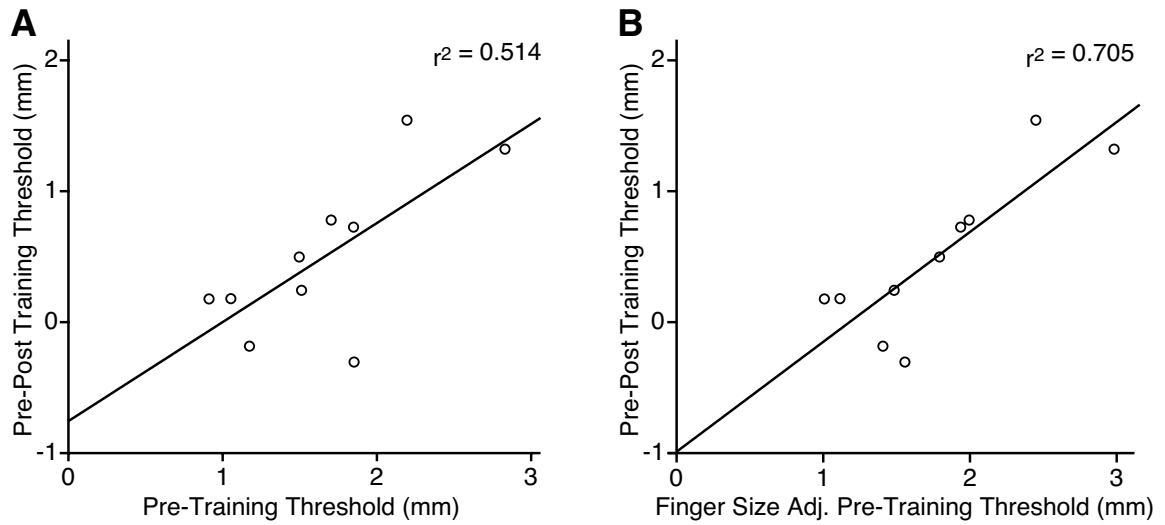 A
r2 = 0.514
Pre-Post Training Threshold (mm)
2
1
0
-1
0 1 2 3
Pre-Training Threshold (mm)
B
r2 = 0.705
Pre-Post Training Threshold (mm)
2
1
0
-1
0 1 2 3
Finger Size Adj. Pre-Training Threshold (mm)